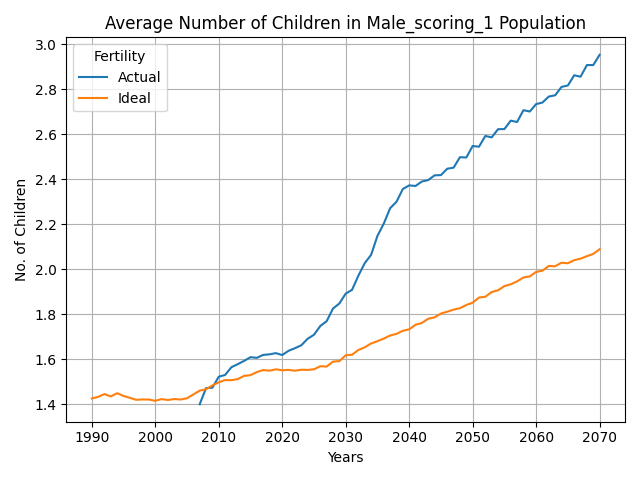 Average Number of Children in Male_scoring_1 Population
3.0
2.8
2.6
2.4
2.2
2.0
1.8
1.6
1.4
No. of Children
Fertility
Actual
Ideal
1990 2000 2010 2020 2030 2040 2050 2060 2070
Years